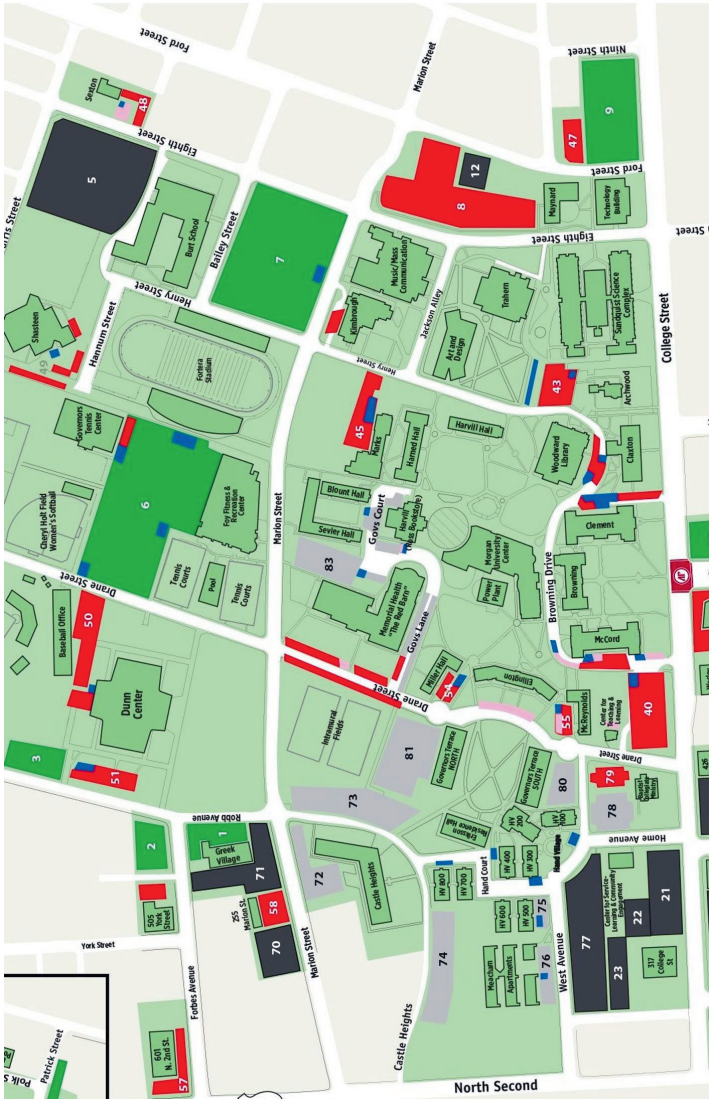 Ford Street
Ninth Street
Marion Street
Sexton
48
Eighth Street
5
47
9
12
Ford Street
8
Bailey Street
Burt School
Maynard
Technology
Building
7
Music/Mass
Communication
Eighth Street
Henry Street
Kimbrough
Jackson Alley
Trahern
Sundquist Science
Complex
College Street
Shasteen
Hannum Street
49
Fortera
Stadium
Art and
Design
Henry Street
43
Archwood
Governors
Tennis
Center
45
Marks
Harned Hall
Harvill Hall
Woodward
Library
Claxton
Cheryl Holt Field
Women's Softball
6
Foy Fitness &
Recreation
Center
Marion Street
Blount Hall
Sevier Hall
Govs Court
Harvill
(Ross Bookstore)
83
Clement
Drane Street
Tennis
Courts
Pool
Tennis
Courts
Memorial Health
"The Red Barn"
Morgan
University
Center
Power
Plant
Browning Drive
Browning
Baseball Office
50
Govs Lane
McCord
Dunn
Center
Miller Hall
54
Ellington
Drane Street
55
McReynolds
Center for
Teaching &
Learning
40
Intramural
Fields
3
51
81
Governors Terrace
NORTH
Governors Terrace
SOUTH
80
Drane Street
79
78
73
Robb Avenue
Eriksson
Residence Hall
HV
200
HV
100
426
2
1
Greek
Village
71
72
Castle Heights
HV 800
HV 700
Hand Court
HV 400
HV 300
Hand Village
Home Avenue
505
York
Street
255
Marion St.
58
70
Marion Street
HV 600
HV 500
75
77
Center for Service-
Learning & Community
Engagement
21
22
York Street
Forbes Avenue
74
Meacham
Apartments
76
West Avenue
23
317
College
St
Castle Heights
601
N. 2nd St.
57
Patrick Street
North Second